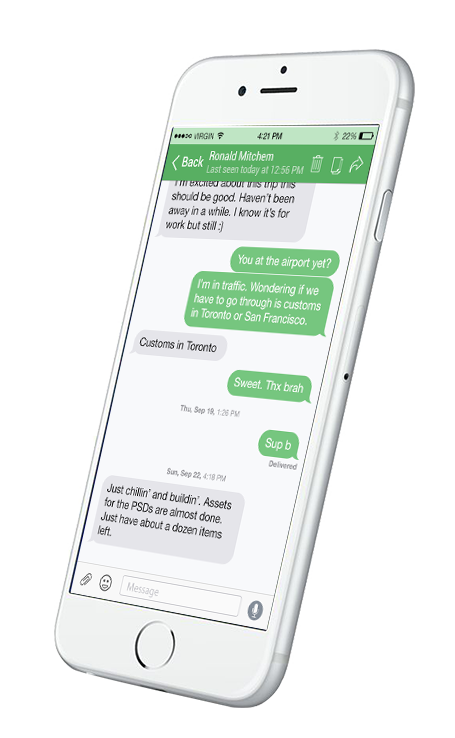 VIRGIN 4:21 PM 22%
Back Ronald Mitchem
Last seen today at 12:56 PM
I'm excited about this trip this
should be good. Haven't been
away in a while. I know it's for
work but still :)
You at the airport yet?
I'm in traffic. Wondering if we
have to go through is customs
in Toronto or San Francisco.
Customs in Toronto
Sweet. Thx brah
Thu, Sep 19, 1:26 PM
Sup b
Delivered
Sun, Sep 22, 4:18 PM
Just chillin' and buildin'. Assets
for the PSDs are almost done.
Just have about a dozen items
left.
Message